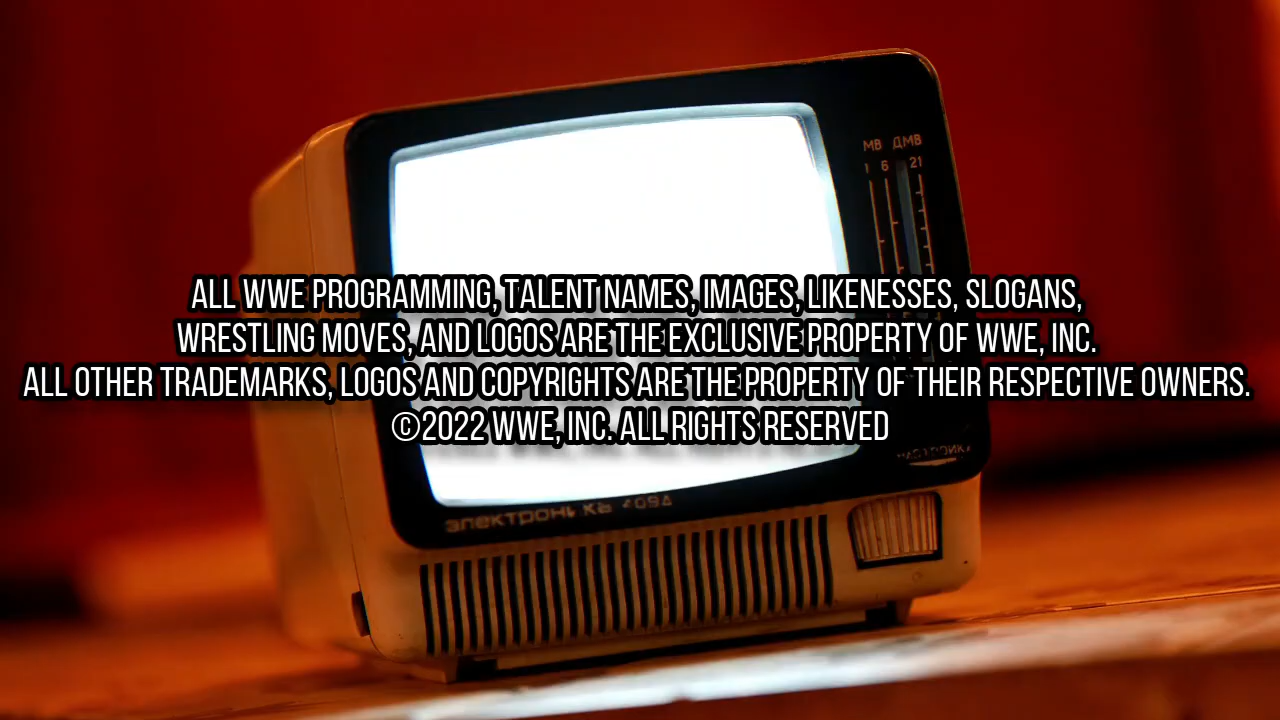 МВ ДМВ
1 6 21
ALL WWE PROGRAMMING, TALENT NAMES, IMAGES, LIKENESSES, SLOGANS,
WRESTLING MOVES, AND LOGOS ARE THE EXCLUSIVE PROPERTY OF WWE, INC.
ALL OTHER TRADEMARKS, LOGOS AND COPYRIGHTS ARE THE PROPERTY OF THEIR RESPECTIVE OWNERS.
©2022 WWE, INC. ALL RIGHTS RESERVED
409Д